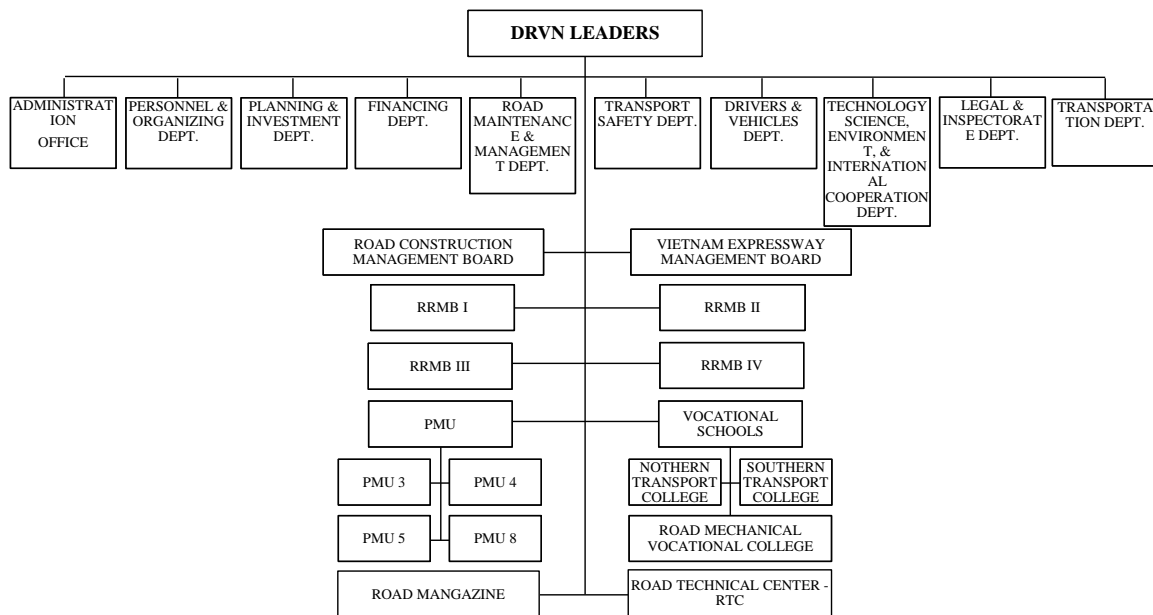 DRVN LEADERS
ADMINISTRAT
ION
OFFICE
PERSONNEL &
ORGANIZING
DEPT.
PLANNING &
INVESTMENT
DEPT.
FINANCING
DEPT.
ROAD
MAINTENANC
E &
MANAGEMEN
T DEPT.
TRANSPORT
SAFETY DEPT.
DRIVERS &
VEHICLES
DEPT.
TECHNOLOGY
SCIENCE,
ENVIRONMEN
T, &
INTERNATION
AL
COOPERATION
DEPT.
LEGAL &
INSPECTORAT
E DEPT.
TRANSPORTA
TION DEPT.
ROAD CONSTRUCTION
MANAGEMENT BOARD
VIETNAM EXPRESSWAY
MANAGEMENT BOARD
RRMB I
RRMB II
RRMB III
RRMB IV
PMU
VOCATIONAL
SCHOOLS
PMU 3
PMU 4
NOTHERN
TRANSPORT
COLLEGE
SOUTHERN
TRANSPORT
COLLEGE
PMU 5
PMU 8
ROAD MECHANICAL
VOCATIONAL COLLEGE
ROAD MANGAZINE
ROAD TECHNICAL CENTER -
RTC